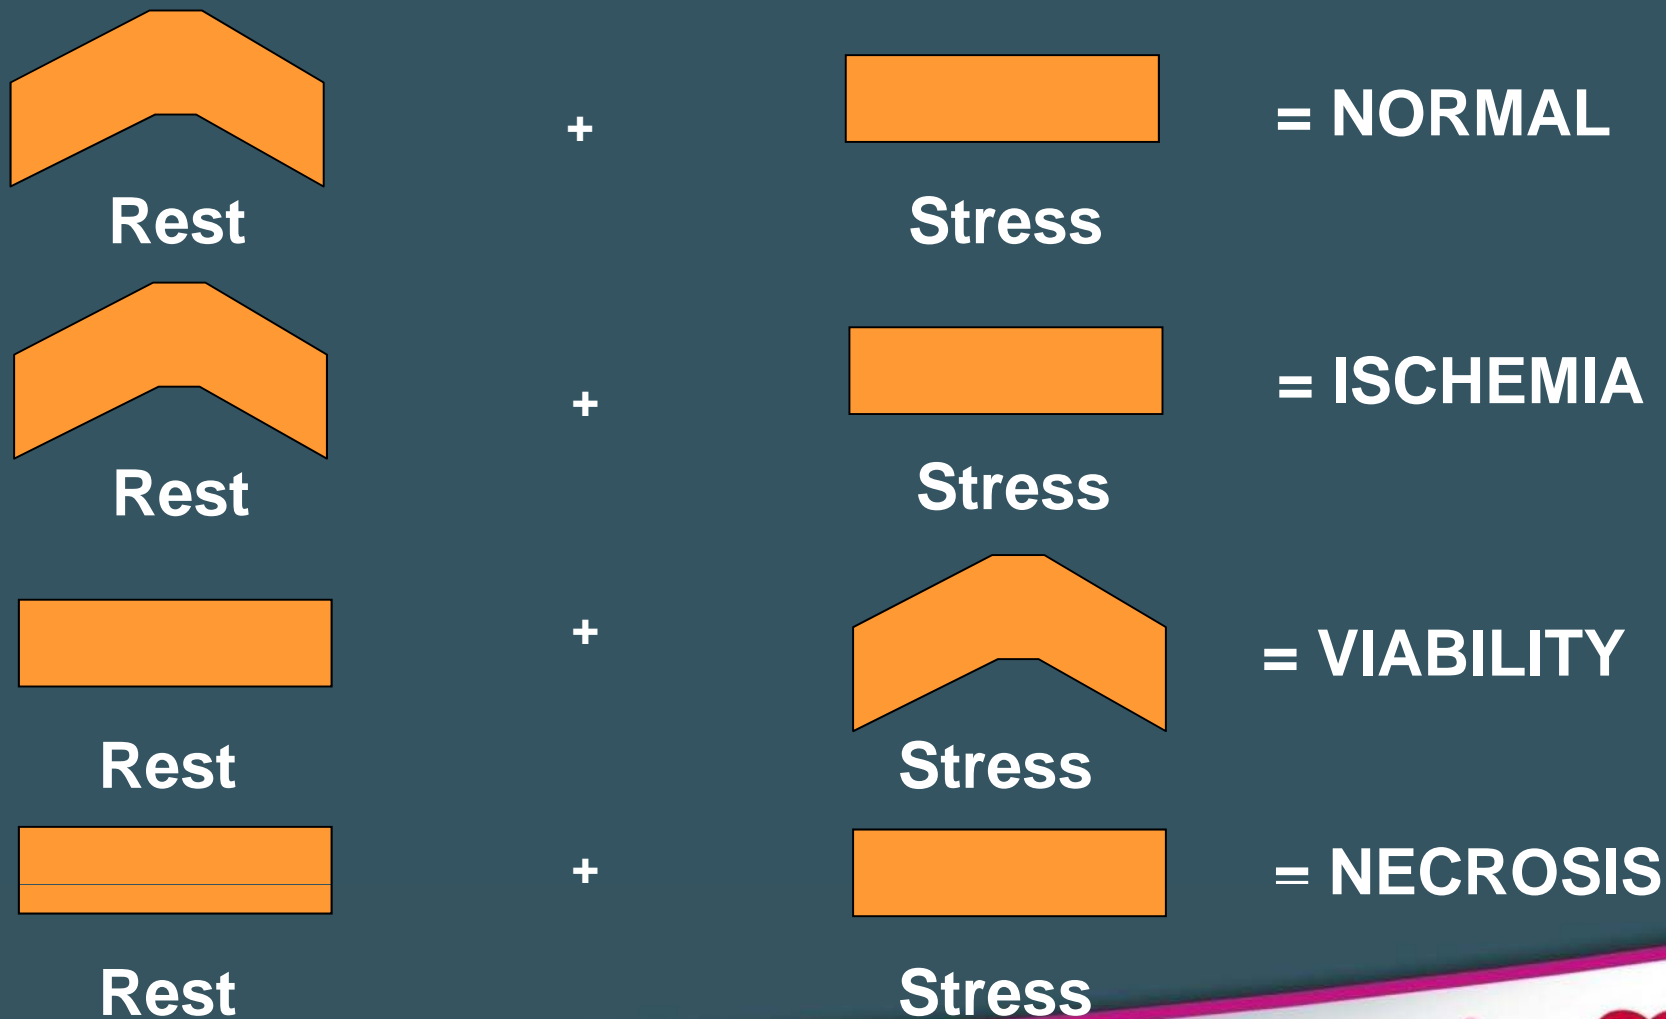 + = NORMAL
Rest Stress
+ = ISCHEMIA
Rest Stress
+ = VIABILITY
Rest Stress
+ = NECROSIS
Rest Stress